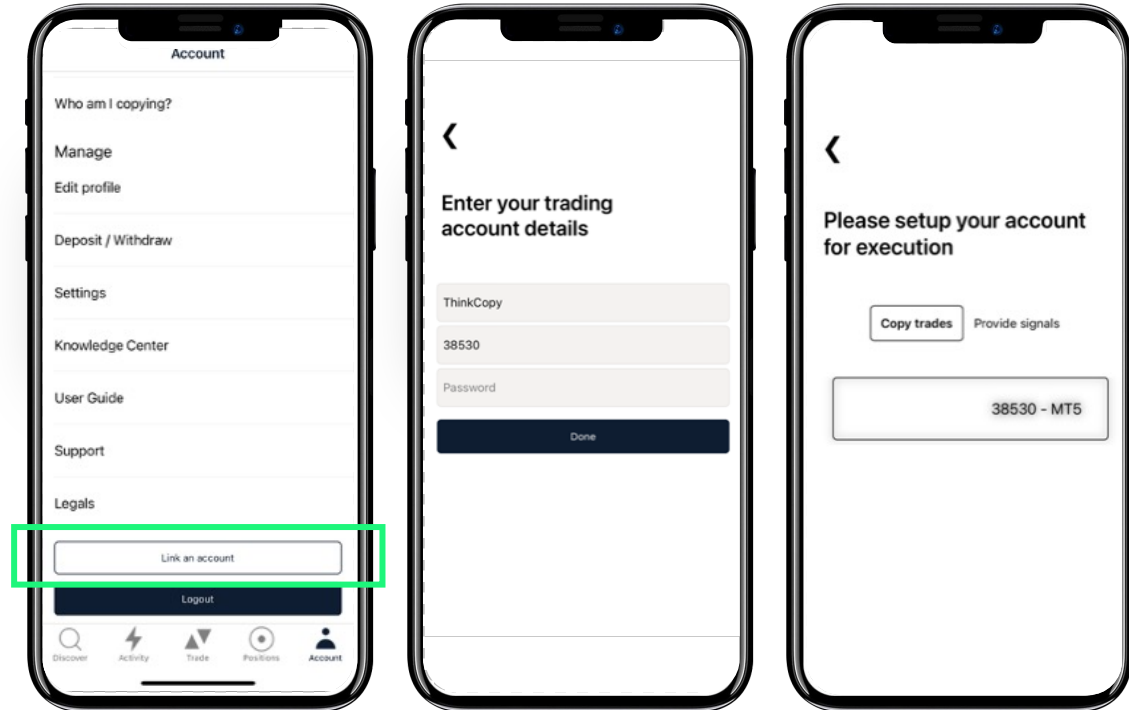 Account
Who am I copying?
Manage
Edit profile
Deposit / Withdraw
Settings
Knowledge Center
User Guide
Support
Legals
Link an account
Logout
Discover
Activity
Trade
Positions
Account
Enter your trading
account details
ThinkCopy
38530
Password
Done
Please setup your account
for execution
Copy trades
Provide signals
38530 - MT5